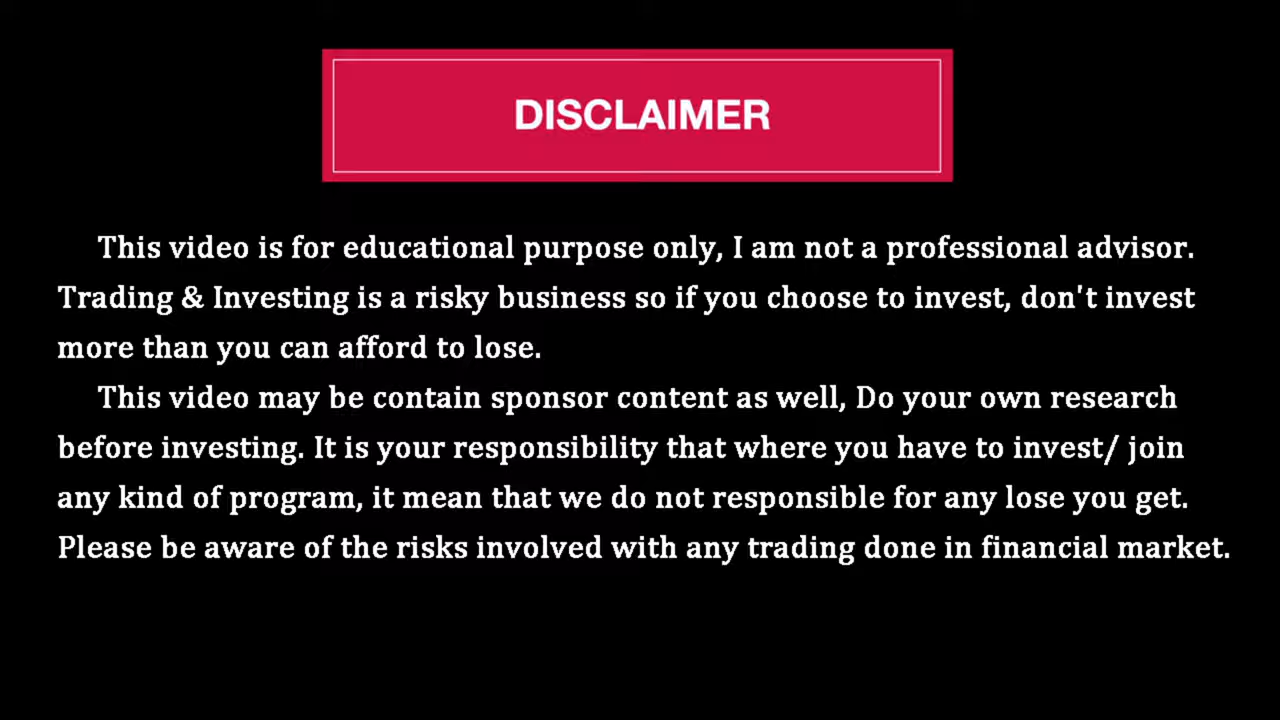 DISCLAIMER
This video is for educational purpose only, I am not a professional advisor.
Trading & Investing is a risky business so if you choose to invest, don't invest
more than you can afford to lose.
This video may be contain sponsor content as well, Do your own research
before investing. It is your responsibility that where you have to invest/ join
any kind of program, it mean that we do not responsible for any lose you get.
Please be aware of the risks involved with any trading done in financial market.